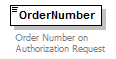 OrderNumber
Order Number on
Authorization Request